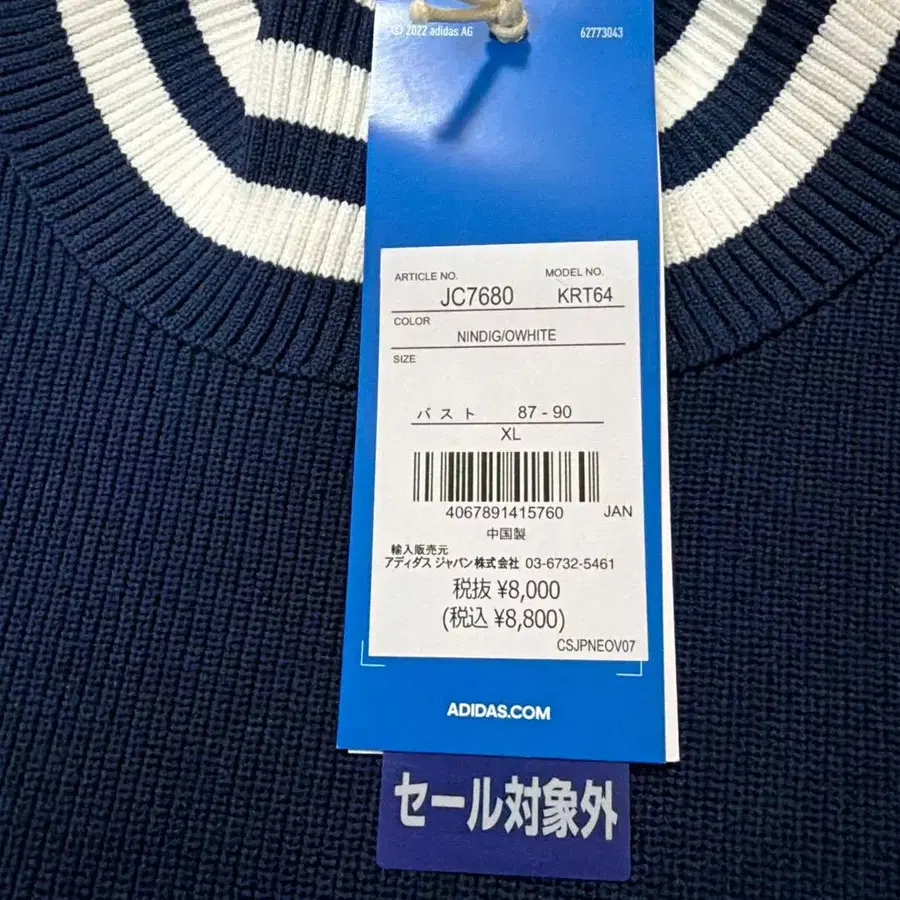 © 2022 adidas AG 62773043
ARTICLE NO. MODEL NO.
JC7680 KRT64
COLOR
NINDIG/OWHITE
SIZE
バスト 87 - 90
XL
4067891415760 JAN
中国製
輸入販売元
アディダス ジャパン株式会社 03-6732-5461
税抜 ¥8,000
(税込 ¥8,800)
CSJPNEOV07
ADIDAS.COM
セール対象外